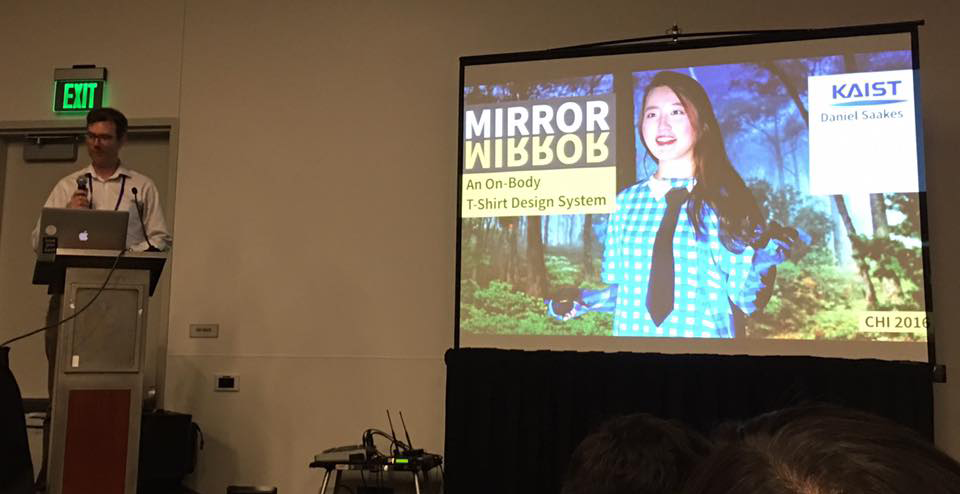 EXIT
MIRROR
MIRROR
An On-Body
T-Shirt Design System
KAIST
Daniel Saakes
CHI 2016